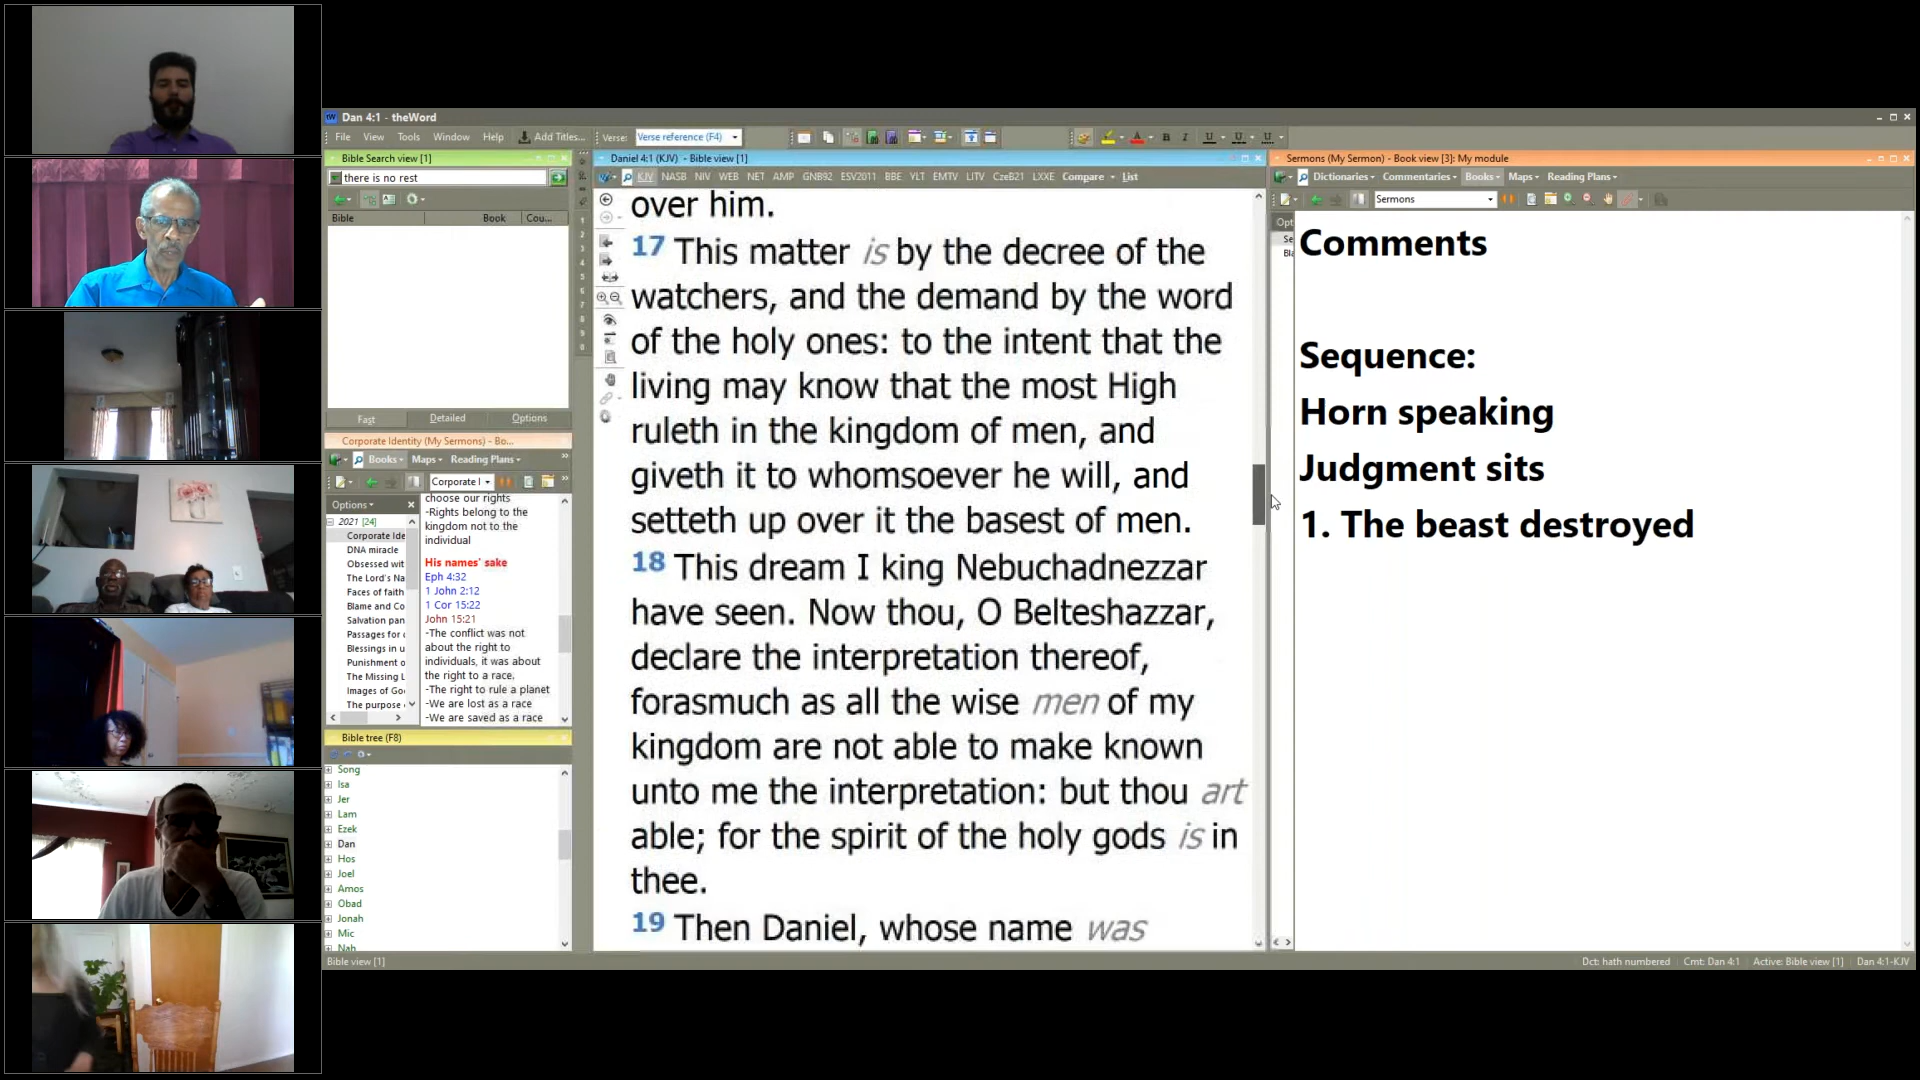 Dan 4:1 - theWord
File View Tools Window Help Add Titles... Verse: Verse reference (F4)
Bible Search view [1]
there is no rest
Bible Book Cou...
Fast Detailed Options
Corporate Identity (My Sermons) - Bo...
Books Maps Reading Plans
Corporate I
Options
2021 [24]
Corporate Ide
DNA miracle
Obsessed wit
The Lord's Na
Faces of faith
Blame and Co
Salvation pan
Passages for
Blessings in u
Punishment o
The Missing L
Images of Go
The purpose
choose our rights
-Rights belong to the
kingdom not to the
individual
His names' sake
Eph 4:32
1 John 2:12
1 Cor 15:22
John 15:21
-The conflict was not
about the right to
individuals, it was about
the right to a race.
-The right to rule a planet
-We are lost as a race
-We are saved as a race
Bible tree (F8)
Song
Isa
Jer
Lam
Ezek
Dan
Hos
Joel
Amos
Obad
Jonah
Mic
Nah
Daniel 4:1 (KJV) - Bible view [1]
KJV NASB NIV WEB NET AMP GNB92 ESV2011 BBE YLT EMTV LITV CzeB21 LXXE Compare List
over him.
17 This matter is by the decree of the
watchers, and the demand by the word
of the holy ones: to the intent that the
living may know that the most High
ruleth in the kingdom of men, and
giveth it to whomsoever he will, and
setteth up over it the basest of men.
18 This dream I king Nebuchadnezzar
have seen. Now thou, O Belteshazzar,
declare the interpretation thereof,
forasmuch as all the wise men of my
kingdom are not able to make known
unto me the interpretation: but thou art
able; for the spirit of the holy gods is in
thee.
19 Then Daniel, whose name was
Sermons (My Sermon) - Book view [3]: My module
Dictionaries Commentaries Books Maps Reading Plans
Sermons
Opt
Se
Bla
Comments
Sequence:
Horn speaking
Judgment sits
1. The beast destroyed
Bible view [1] Dct: hath numbered Cmt: Dan 4:1 Active: Bible view [1] Dan 4:1-KJV